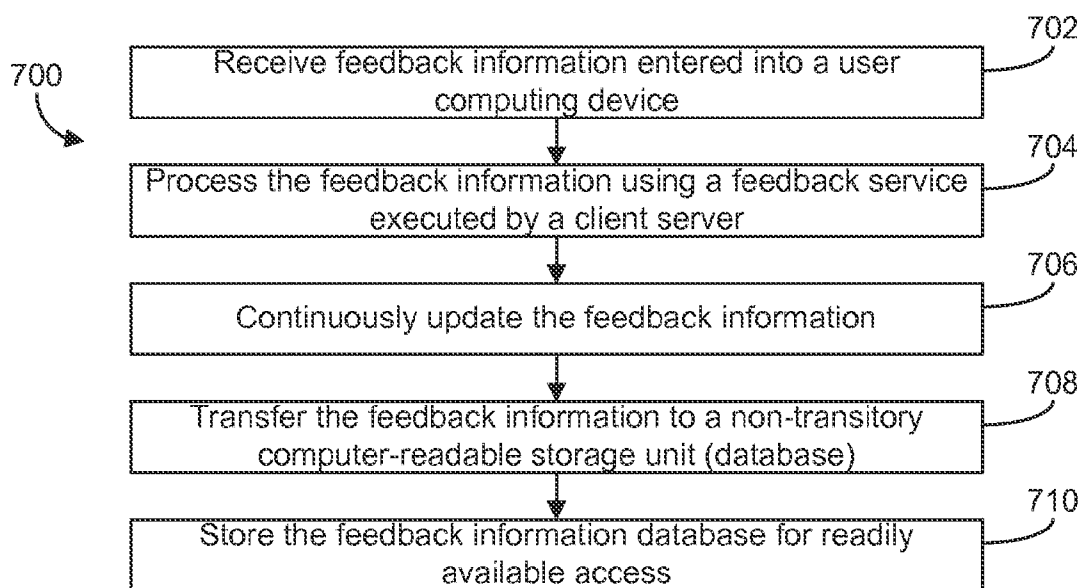 700
702
Receive feedback information entered into a user
computing device
704
Process the feedback information using a feedback service
executed by a client server
706
Continuously update the feedback information
708
Transfer the feedback information to a non-transitory
computer-readable storage unit (database)
710
Store the feedback information database for readily
available access